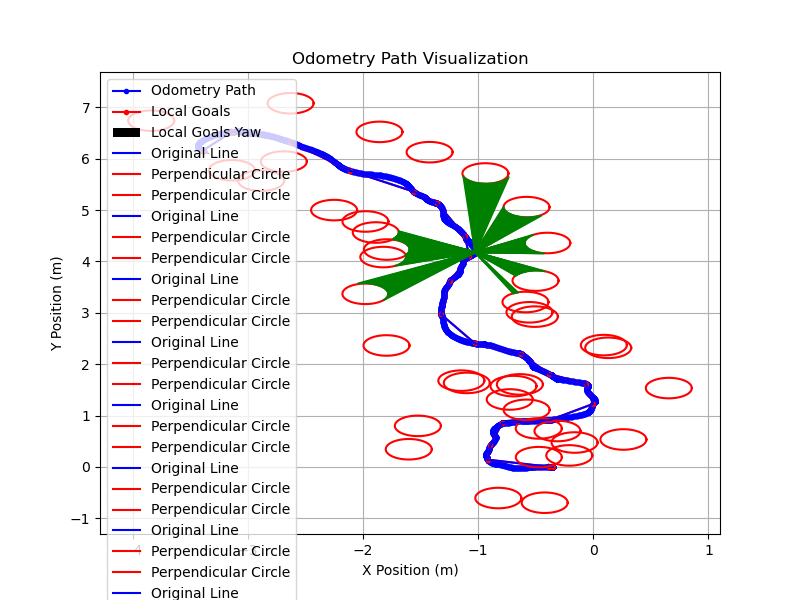 Odometry Path Visualization
Y Position (m)
7
6
5
4
3
2
1
0
−1
−4
−3
−2
−1
0
1
X Position (m)
Odometry Path
Local Goals
Local Goals Yaw
Original Line
Perpendicular Circle
Perpendicular Circle
Original Line
Perpendicular Circle
Perpendicular Circle
Original Line
Perpendicular Circle
Perpendicular Circle
Original Line
Perpendicular Circle
Perpendicular Circle
Original Line
Perpendicular Circle
Perpendicular Circle
Original Line
Perpendicular Circle
Perpendicular Circle
Original Line
Perpendicular Circle
Perpendicular Circle
Original Line